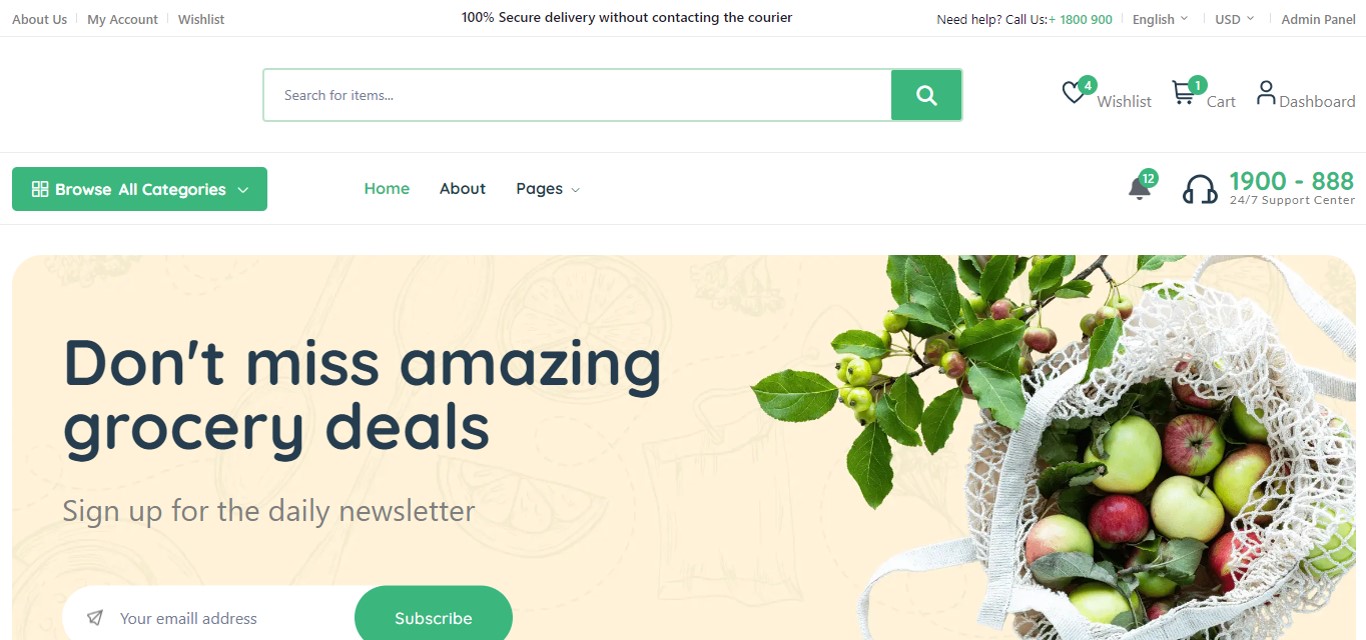 About Us
My Account
Wishlist
100% Secure delivery without contacting the courier
Need help? Call Us:+ 1800 900
English
USD
Admin Panel
Search for items...
4
Wishlist
1
Cart
Dashboard
Browse All Categories
Home
About
Pages
12
1900 - 888
24/7 Support Center
Don't miss amazing
grocery deals
Sign up for the daily newsletter
Your emaill address
Subscribe